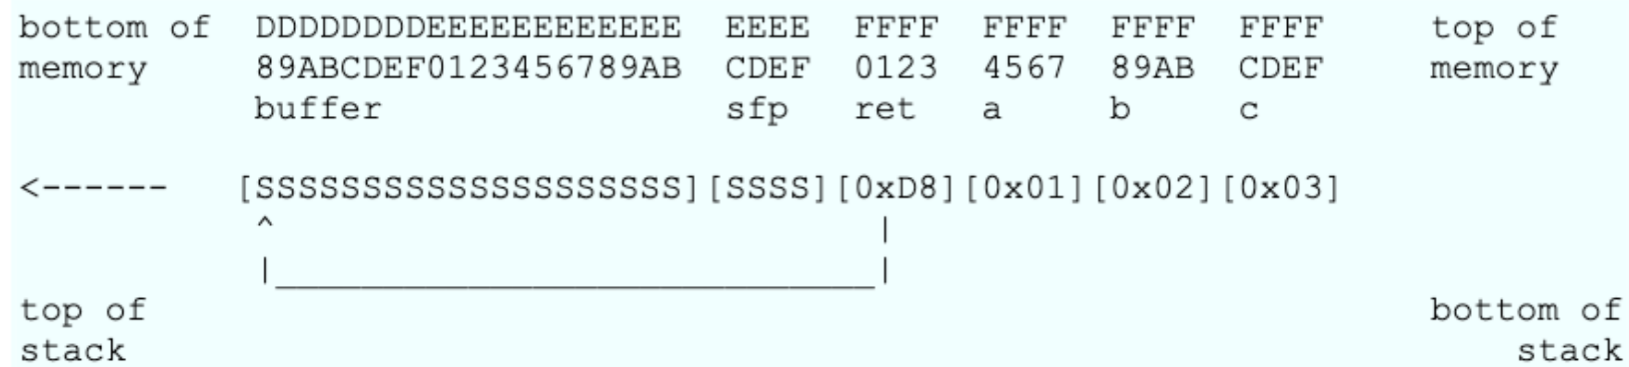 bottom of  DDDDDDDDEEEEEEEEEEEE  EEEE  FFFF  FFFF  FFFF  FFFF     top of
memory     89ABCDEF0123456789AB  CDEF  0123  4567  89AB  CDEF     memory
           buffer                sfp   ret   a     b     c
<------   [SSSSSSSSSSSSSSSSSSSS][SSSS][0xD8][0x01][0x02][0x03]
           ^                            |
           |____________________________|
top of                                                            bottom of
stack                                                                 stack